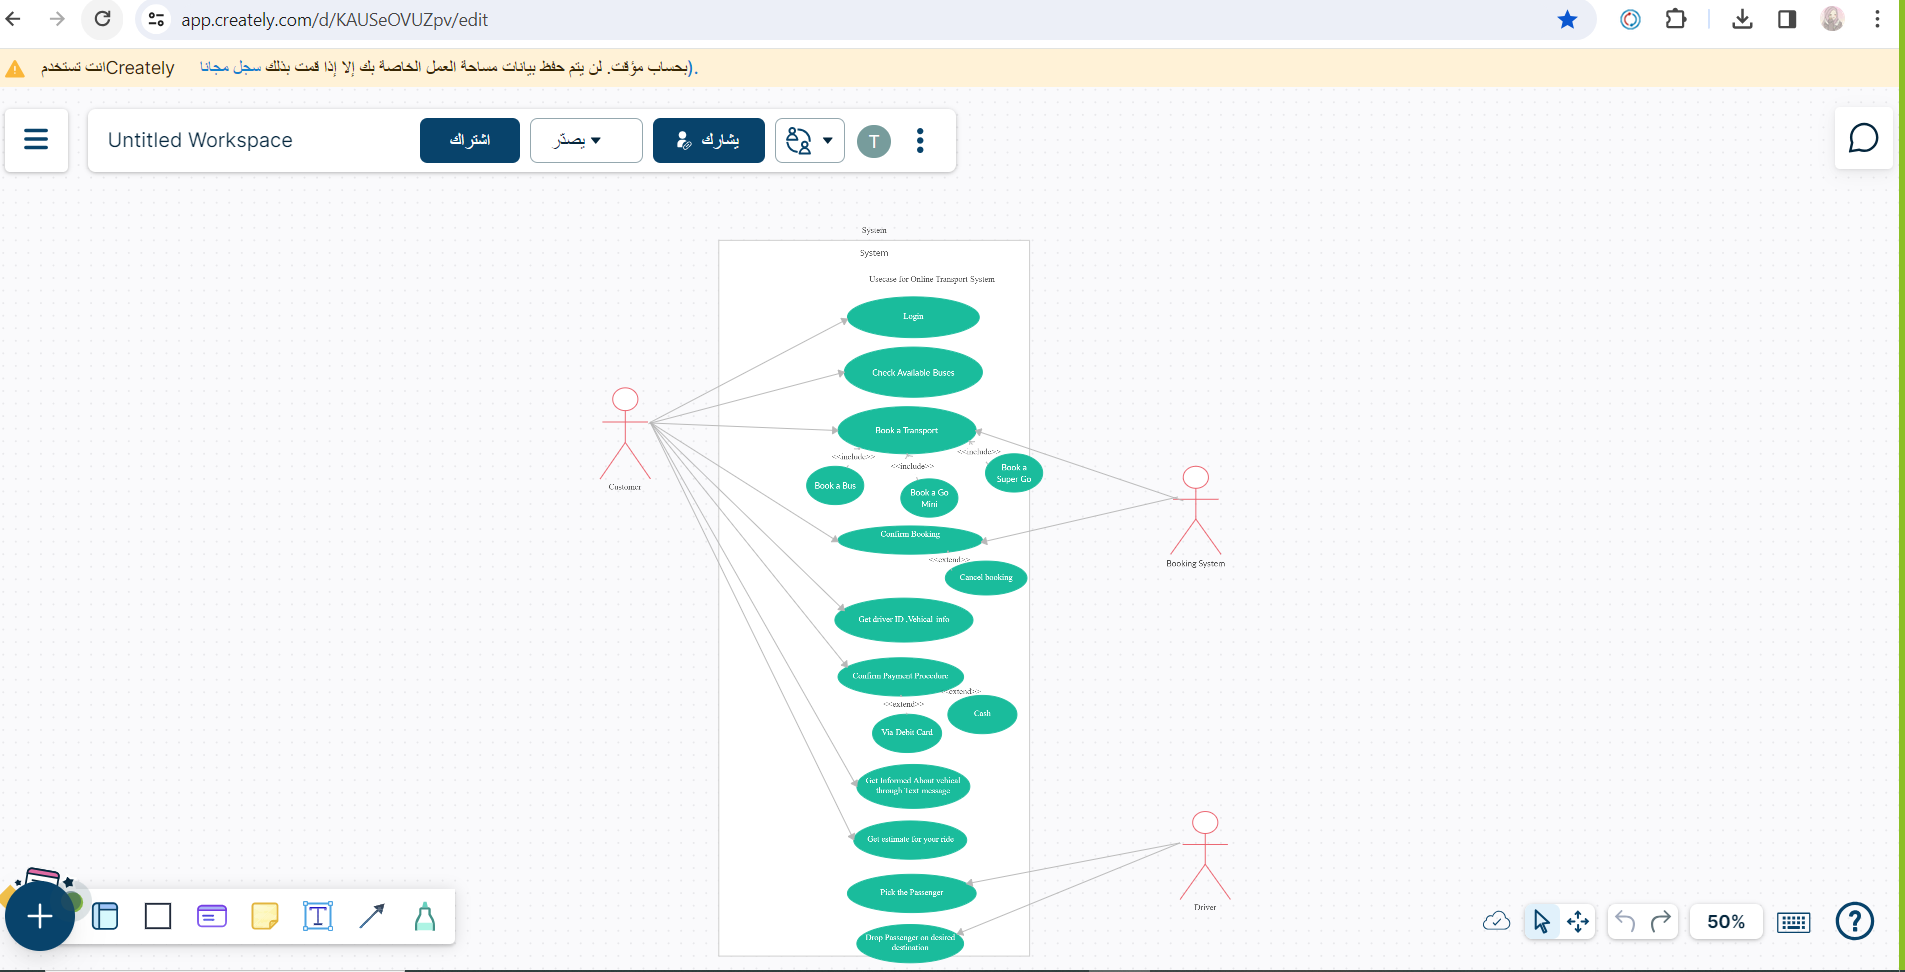 app.creately.com/d/KAUSeOVUZpv/edit
انت تستخدم Creately (بحساب مؤقت. لن يتم حفظ بيانات مساحة العمل الخاصة بك إلا إذا قمت بذلك سجل مجانا.
Untitled Workspace
اشتراك
يصدّر
يشارك
T
System
System
Usecase for Online Transport System
Login
Check Available Buses
Book a Transport
<<include>>
<<include>>
<<include>>
Book a Bus
Book a Go
Mini
Book a
Super Go
Customer
Confirm Booking
<<extend>>
Cancel booking
Booking System
Get driver ID ,Vehical info
Confirm Payment Procedure
<<extend>>
<<extend>>
Cash
Via Debit Card
Get Informed About vehical
through Text message
Get estimate for your ride
Pick the Passenger
Driver
Drop Passenger on desired
destination
T
50%
?